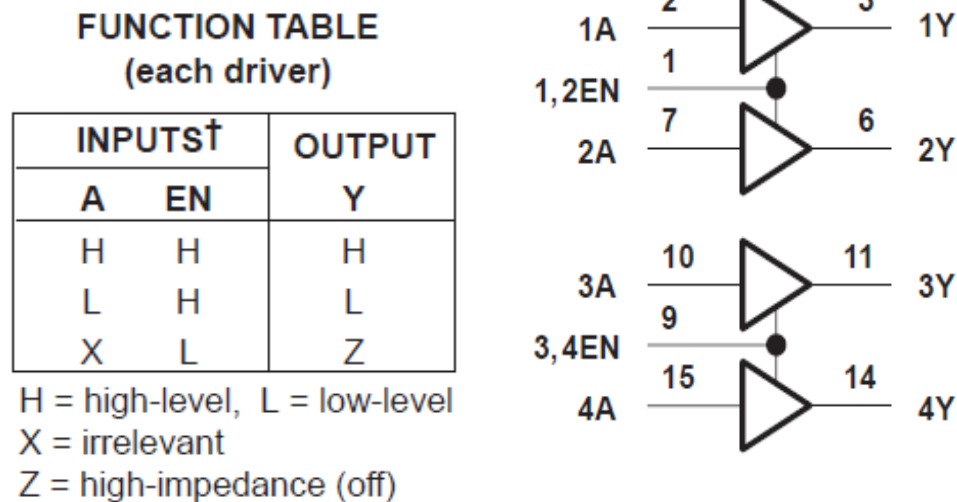 FUNCTION TABLE
(each driver)
INPUTS† OUTPUT
A EN Y
H H H
L H L
X L Z
H = high-level, L = low-level
X = irrelevant
Z = high-impedance (off)
1A 2 3 1Y
1,2EN 1
2A 7 6 2Y
3A 10 11 3Y
3,4EN 9
4A 15 14 4Y